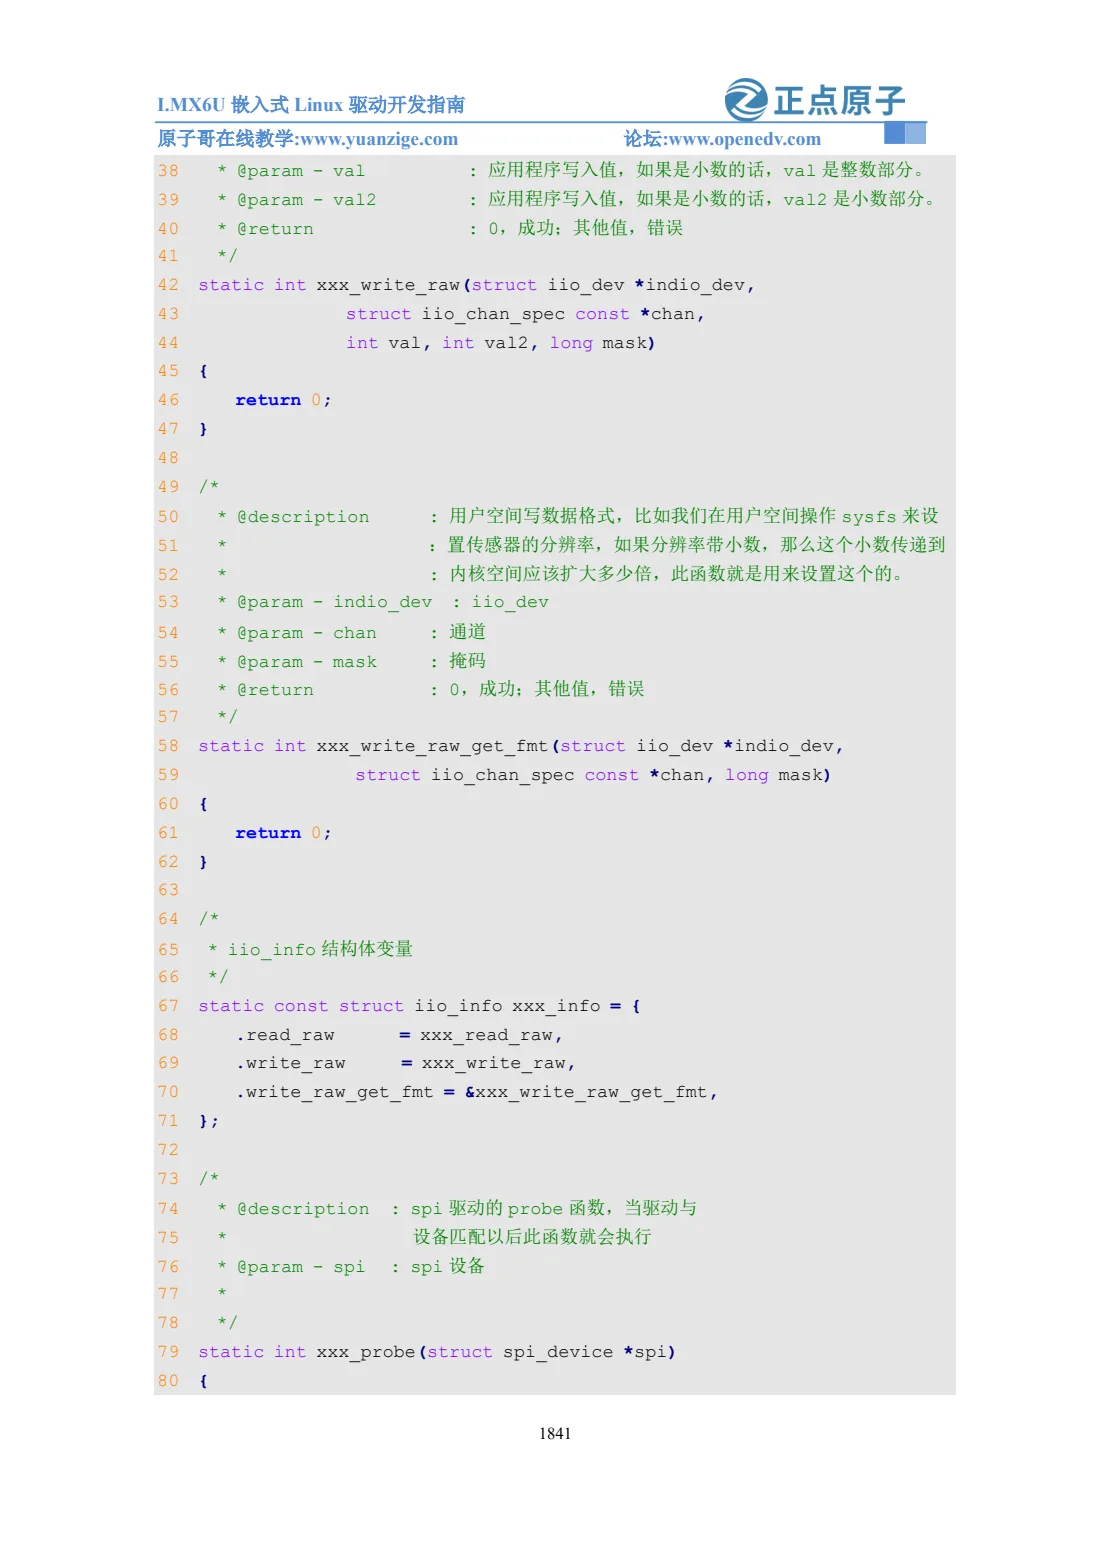 I.MX6U 嵌入式 Linux 驱动开发指南
正点原子
原子哥在线教学:www.yuanzige.com 论坛:www.openedv.com
38 * @param - val : 应用程序写入值，如果是小数的话，val 是整数部分。
39 * @param - val2 : 应用程序写入值，如果是小数的话，val2 是小数部分。
40 * @return : 0，成功；其他值，错误
41 */
42 static int xxx_write_raw(struct iio_dev *indio_dev,
43 struct iio_chan_spec const *chan,
44 int val, int val2, long mask)
45 {
46 return 0;
47 }
48
49 /*
50 * @description : 用户空间写数据格式，比如我们在用户空间操作 sysfs 来设
51 * : 置传感器的分辨率，如果分辨率带小数，那么这个小数传递到
52 * : 内核空间应该扩大多少倍，此函数就是用来设置这个的。
53 * @param - indio_dev : iio_dev
54 * @param - chan : 通道
55 * @param - mask : 掩码
56 * @return : 0，成功；其他值，错误
57 */
58 static int xxx_write_raw_get_fmt(struct iio_dev *indio_dev,
59 struct iio_chan_spec const *chan, long mask)
60 {
61 return 0;
62 }
63
64 /*
65 * iio_info 结构体变量
66 */
67 static const struct iio_info xxx_info = {
68 .read_raw = xxx_read_raw,
69 .write_raw = xxx_write_raw,
70 .write_raw_get_fmt = &xxx_write_raw_get_fmt,
71 };
72
73 /*
74 * @description : spi 驱动的 probe 函数，当驱动与
75 * 设备匹配以后此函数就会执行
76 * @param - spi : spi 设备
77 *
78 */
79 static int xxx_probe(struct spi_device *spi)
80 {
1841